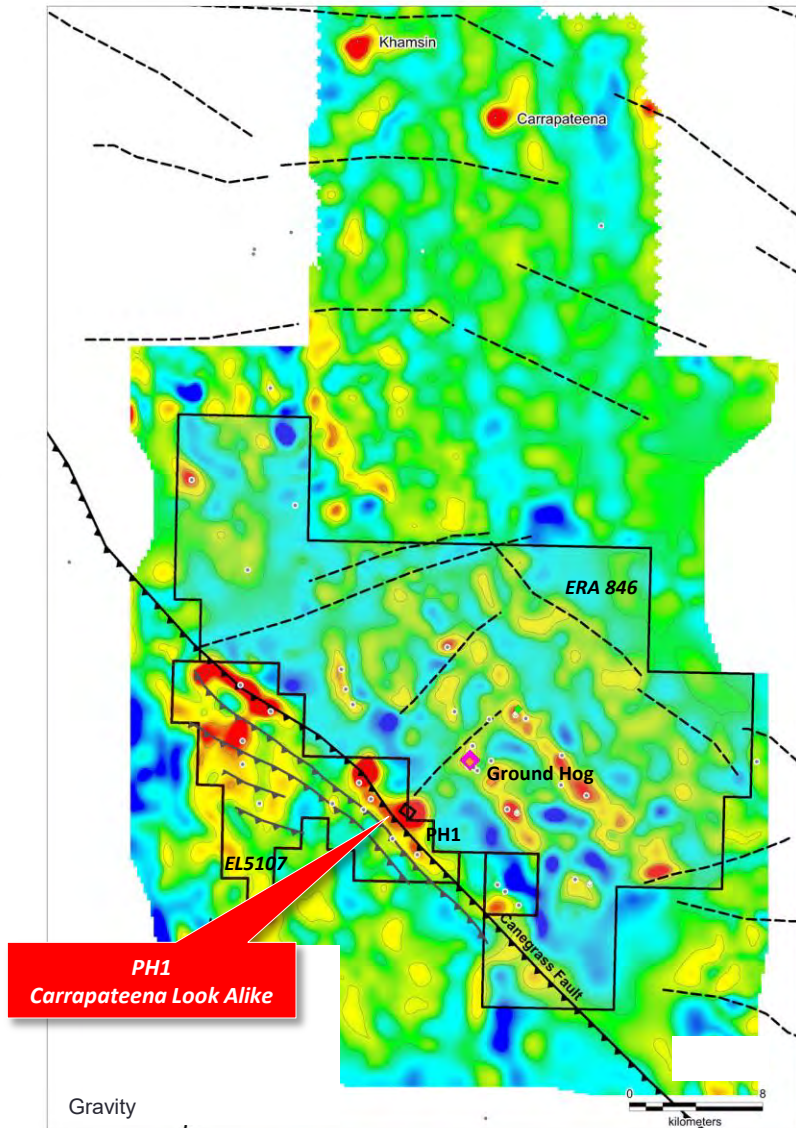 Khamsin
Carrapateena
ERA 846
Ground Hog
PH1
EL5107
PH1
Carrapateena Look Alike
Canegrass Fault
0 8
kilometers
Gravity